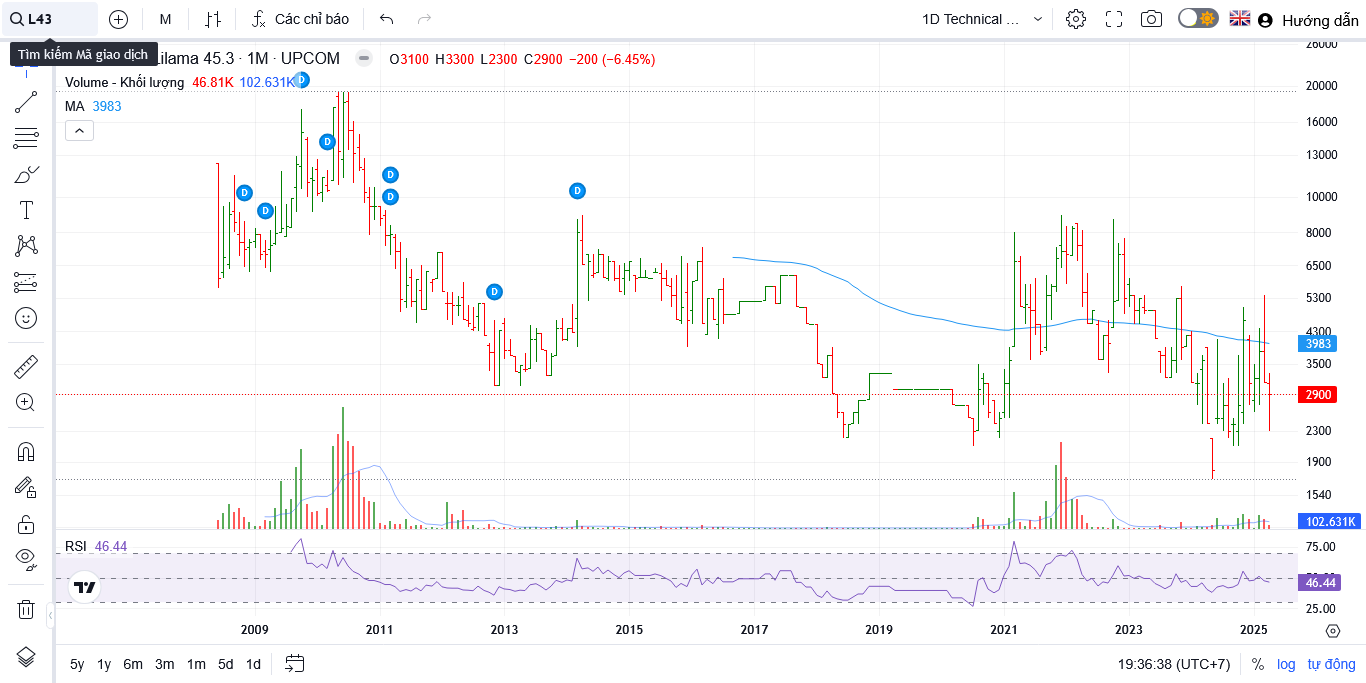 L43
M
Các chỉ báo
1D Technical ...
Hướng dẫn
Tìm kiếm Mã giao dịch
Lilama 45.3 · 1M · UPCOM
O3100 H3300 L2300 C2900 −200 (−6.45%)
Volume - Khối lượng 46.81K 102.631K
MA 3983
D
D
D
D
D
D
D
D
26000
20000
16000
13000
10000
8000
6500
5300
4300
3983
3500
2900
2300
1900
1540
102.631K
RSI 46.44
75.00
46.44
25.00
2009 2011 2013 2015 2017 2019 2021 2023 2025
5y 1y 6m 3m 1m 5d 1d
19:36:38 (UTC+7) % log tự động